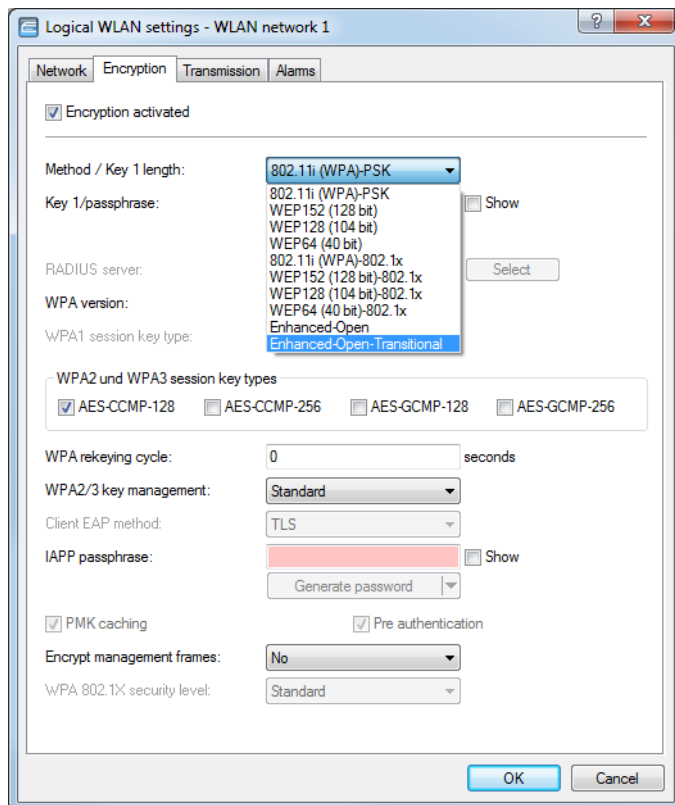 Logical WLAN settings - WLAN network 1
Network Encryption Transmission Alarms
Encryption activated
Method / Key 1 length: 802.11i (WPA)-PSK
802.11i (WPA)-PSK
Key 1/passphrase: Show
WEP152 (128 bit)
WEP128 (104 bit)
WEP64 (40 bit)
802.11i (WPA)-802.1x
RADIUS server: Select
WEP152 (128 bit)-802.1x
WEP128 (104 bit)-802.1x
WPA version:
WEP64 (40 bit)-802.1x
Enhanced-Open
WPA1 session key type:
Enhanced-Open-Transitional
WPA2 und WPA3 session key types
AES-CCMP-128 AES-CCMP-256 AES-GCMP-128 AES-GCMP-256
WPA rekeying cycle: 0 seconds
WPA2/3 key management: Standard
Client EAP method: TLS
IAPP passphrase: Show
Generate password
PMK caching Pre authentication
Encrypt management frames: No
WPA 802.1X security level: Standard
OK Cancel